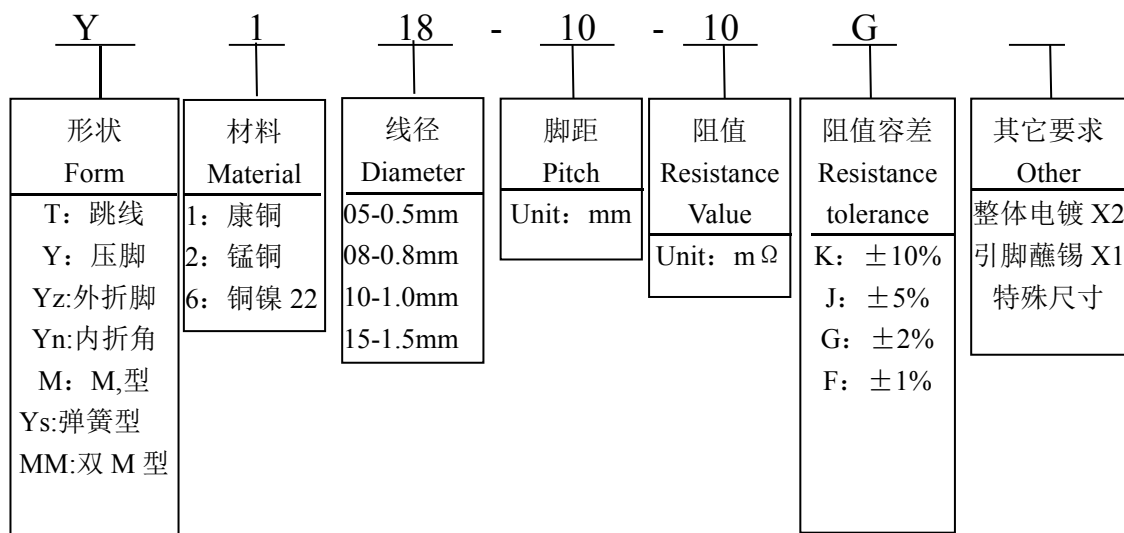 Y 1 18 - 10 - 10 G
形状
Form
T：跳线
Y：压脚
Yz:外折脚
Yn:内折角
M：M,型
Ys:弹簧型
MM:双 M 型
材料
Material
1：康铜
2：锰铜
6：铜镍 22
线径
Diameter
05-0.5mm
08-0.8mm
10-1.0mm
15-1.5mm
脚距
Pitch
Unit：mm
阻值
Resistance
Value
Unit：mΩ
阻值容差
Resistance
tolerance
K：±10%
J：±5%
G：±2%
F：±1%
其它要求
Other
整体电镀 X2
引脚蘸锡 X1
特殊尺寸